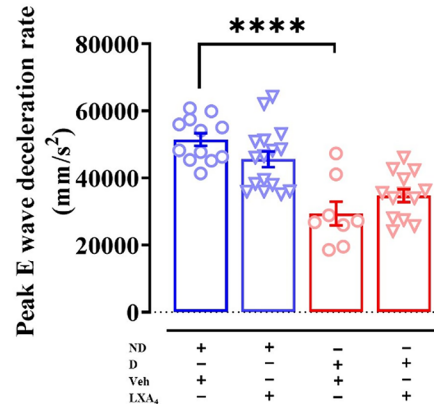 ****
Peak E wave deceleration rate
(mm/s²)
80000
60000
40000
20000
0
ND + + – –
D – – + +
Veh + – + –
LXA₄ – + – +